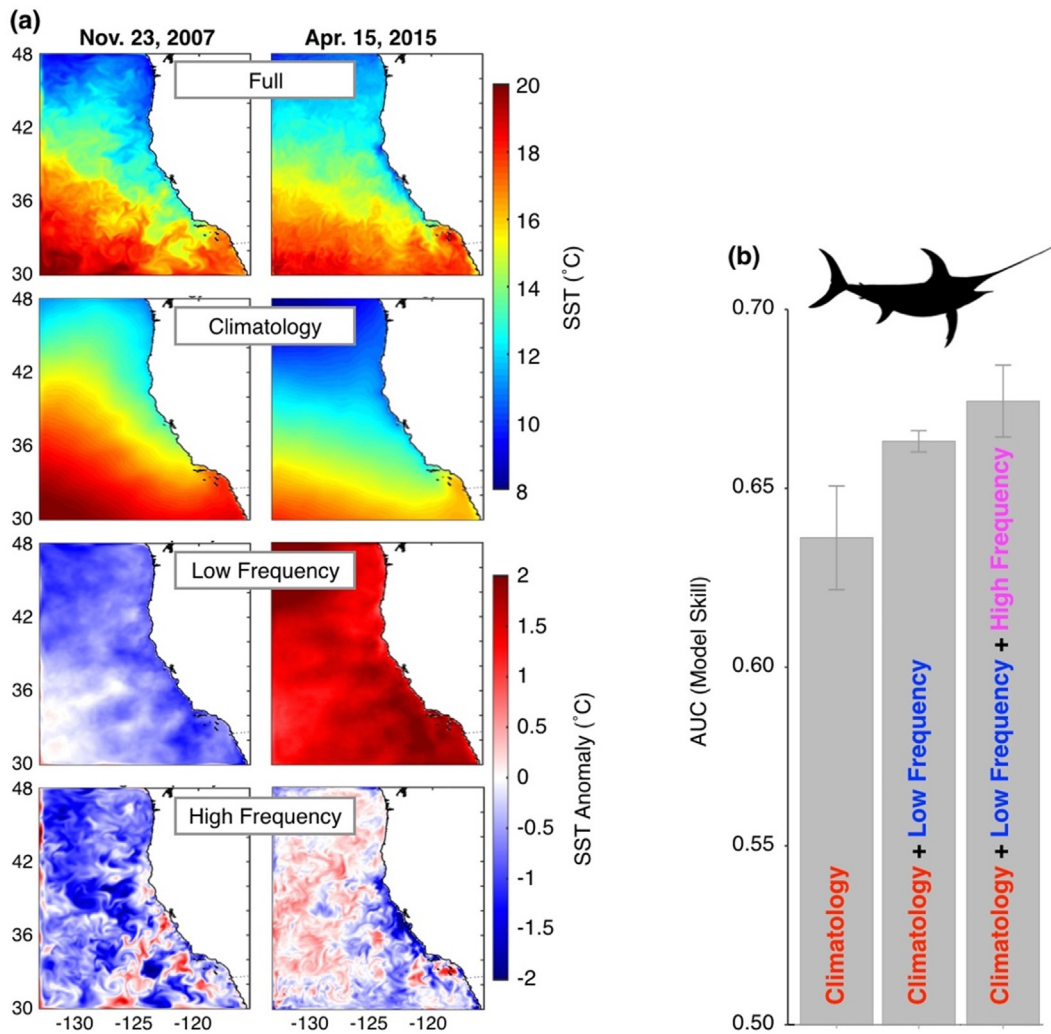 (a)
Nov. 23, 2007
Apr. 15, 2015
48
42
36
30
Full
48
42
36
30
Climatology
20
18
16
14
12
10
8
SST (˚C)
48
42
36
30
Low Frequency
48
42
36
30
High Frequency
-130 -125 -120
-130 -125 -120
2
1.5
1
0.5
0
-0.5
-1
-1.5
-2
SST Anomaly (˚C)
(b)
0.70
0.65
0.60
0.55
0.50
AUC (Model Skill)
Climatology
Climatology + Low Frequency
Climatology + Low Frequency + High Frequency